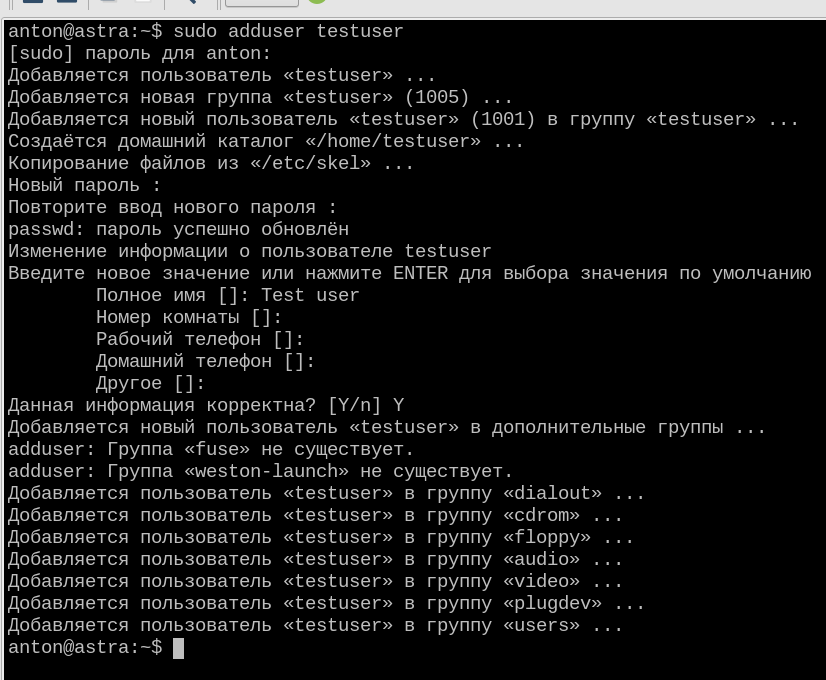 anton@astra:~$ sudo adduser testuser
[sudo] пароль для anton:
Добавляется пользователь «testuser» ...
Добавляется новая группа «testuser» (1005) ...
Добавляется новый пользователь «testuser» (1001) в группу «testuser» ...
Создаётся домашний каталог «/home/testuser» ...
Копирование файлов из «/etc/skel» ...
Новый пароль :
Повторите ввод нового пароля :
passwd: пароль успешно обновлён
Изменение информации о пользователе testuser
Введите новое значение или нажмите ENTER для выбора значения по умолчанию
Полное имя []: Test user
Номер комнаты []:
Рабочий телефон []:
Домашний телефон []:
Другое []:
Данная информация корректна? [Y/n] Y
Добавляется новый пользователь «testuser» в дополнительные группы ...
adduser: Группа «fuse» не существует.
adduser: Группа «weston-launch» не существует.
Добавляется пользователь «testuser» в группу «dialout» ...
Добавляется пользователь «testuser» в группу «cdrom» ...
Добавляется пользователь «testuser» в группу «floppy» ...
Добавляется пользователь «testuser» в группу «audio» ...
Добавляется пользователь «testuser» в группу «video» ...
Добавляется пользователь «testuser» в группу «plugdev» ...
Добавляется пользователь «testuser» в группу «users» ...
anton@astra:~$